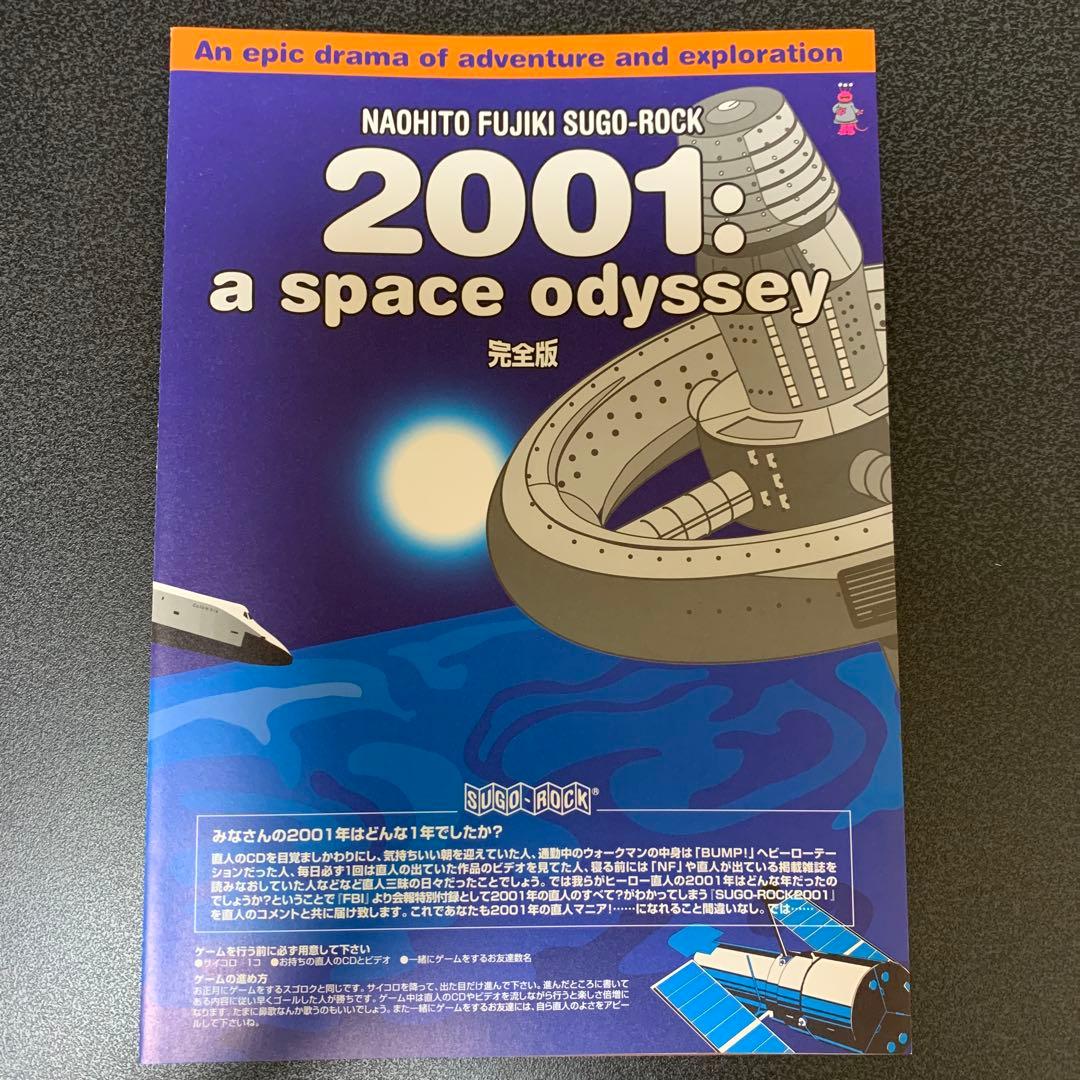 An epic drama of adventure and exploration
NAOHITO FUJIKI SUGO-ROCK
2001:
a space odyssey
完全版
SUGO-ROCK®
みなさんの2001年はどんな1年でしたか?
直人のCDを目覚ましかわりにし、気持ちいい朝を迎えていた人、通勤中のウォークマンの中身は「BUMP!」ヘビーローテー
ションだった人、毎日必ず1回は直人の出ていた作品のビデオを見てた人、寝る前には「NF」や直人が出ている掲載雑誌を
読みなおしていた人などなど直人三昧の日々だったことでしょう。では我らがヒーロー直人の2001年はどんな年だったの
でしょうか?ということで『FBI』より会報特別付録として2001年の直人のすべて?がわかってしまう『SUGO-ROCK2001』
を直人のコメントと共に届け致します。これであなたも2001年の直人マニア!……になれること間違いなし。では……
ゲームを行う前に必ず用意して下さい
●サイコロ 1コ ●お持ちの直人のCDとビデオ ●一緒にゲームをするお友達数名
ゲームの進め方
お正月にゲームをするスゴロクと同じです。サイコロを降って、出た目だけ進んで下さい。進んだところに書いて
ある内容に従い早くゴールした人が勝ちです。ゲーム中は直人のCDやビデオを流しながら行うと楽しさ倍増に
なります。たまに鼻歌なんか歌うのもいいでしょう。また一緒にゲームをするお友達には、自ら直人のよさをアピー
ルして下さいね。